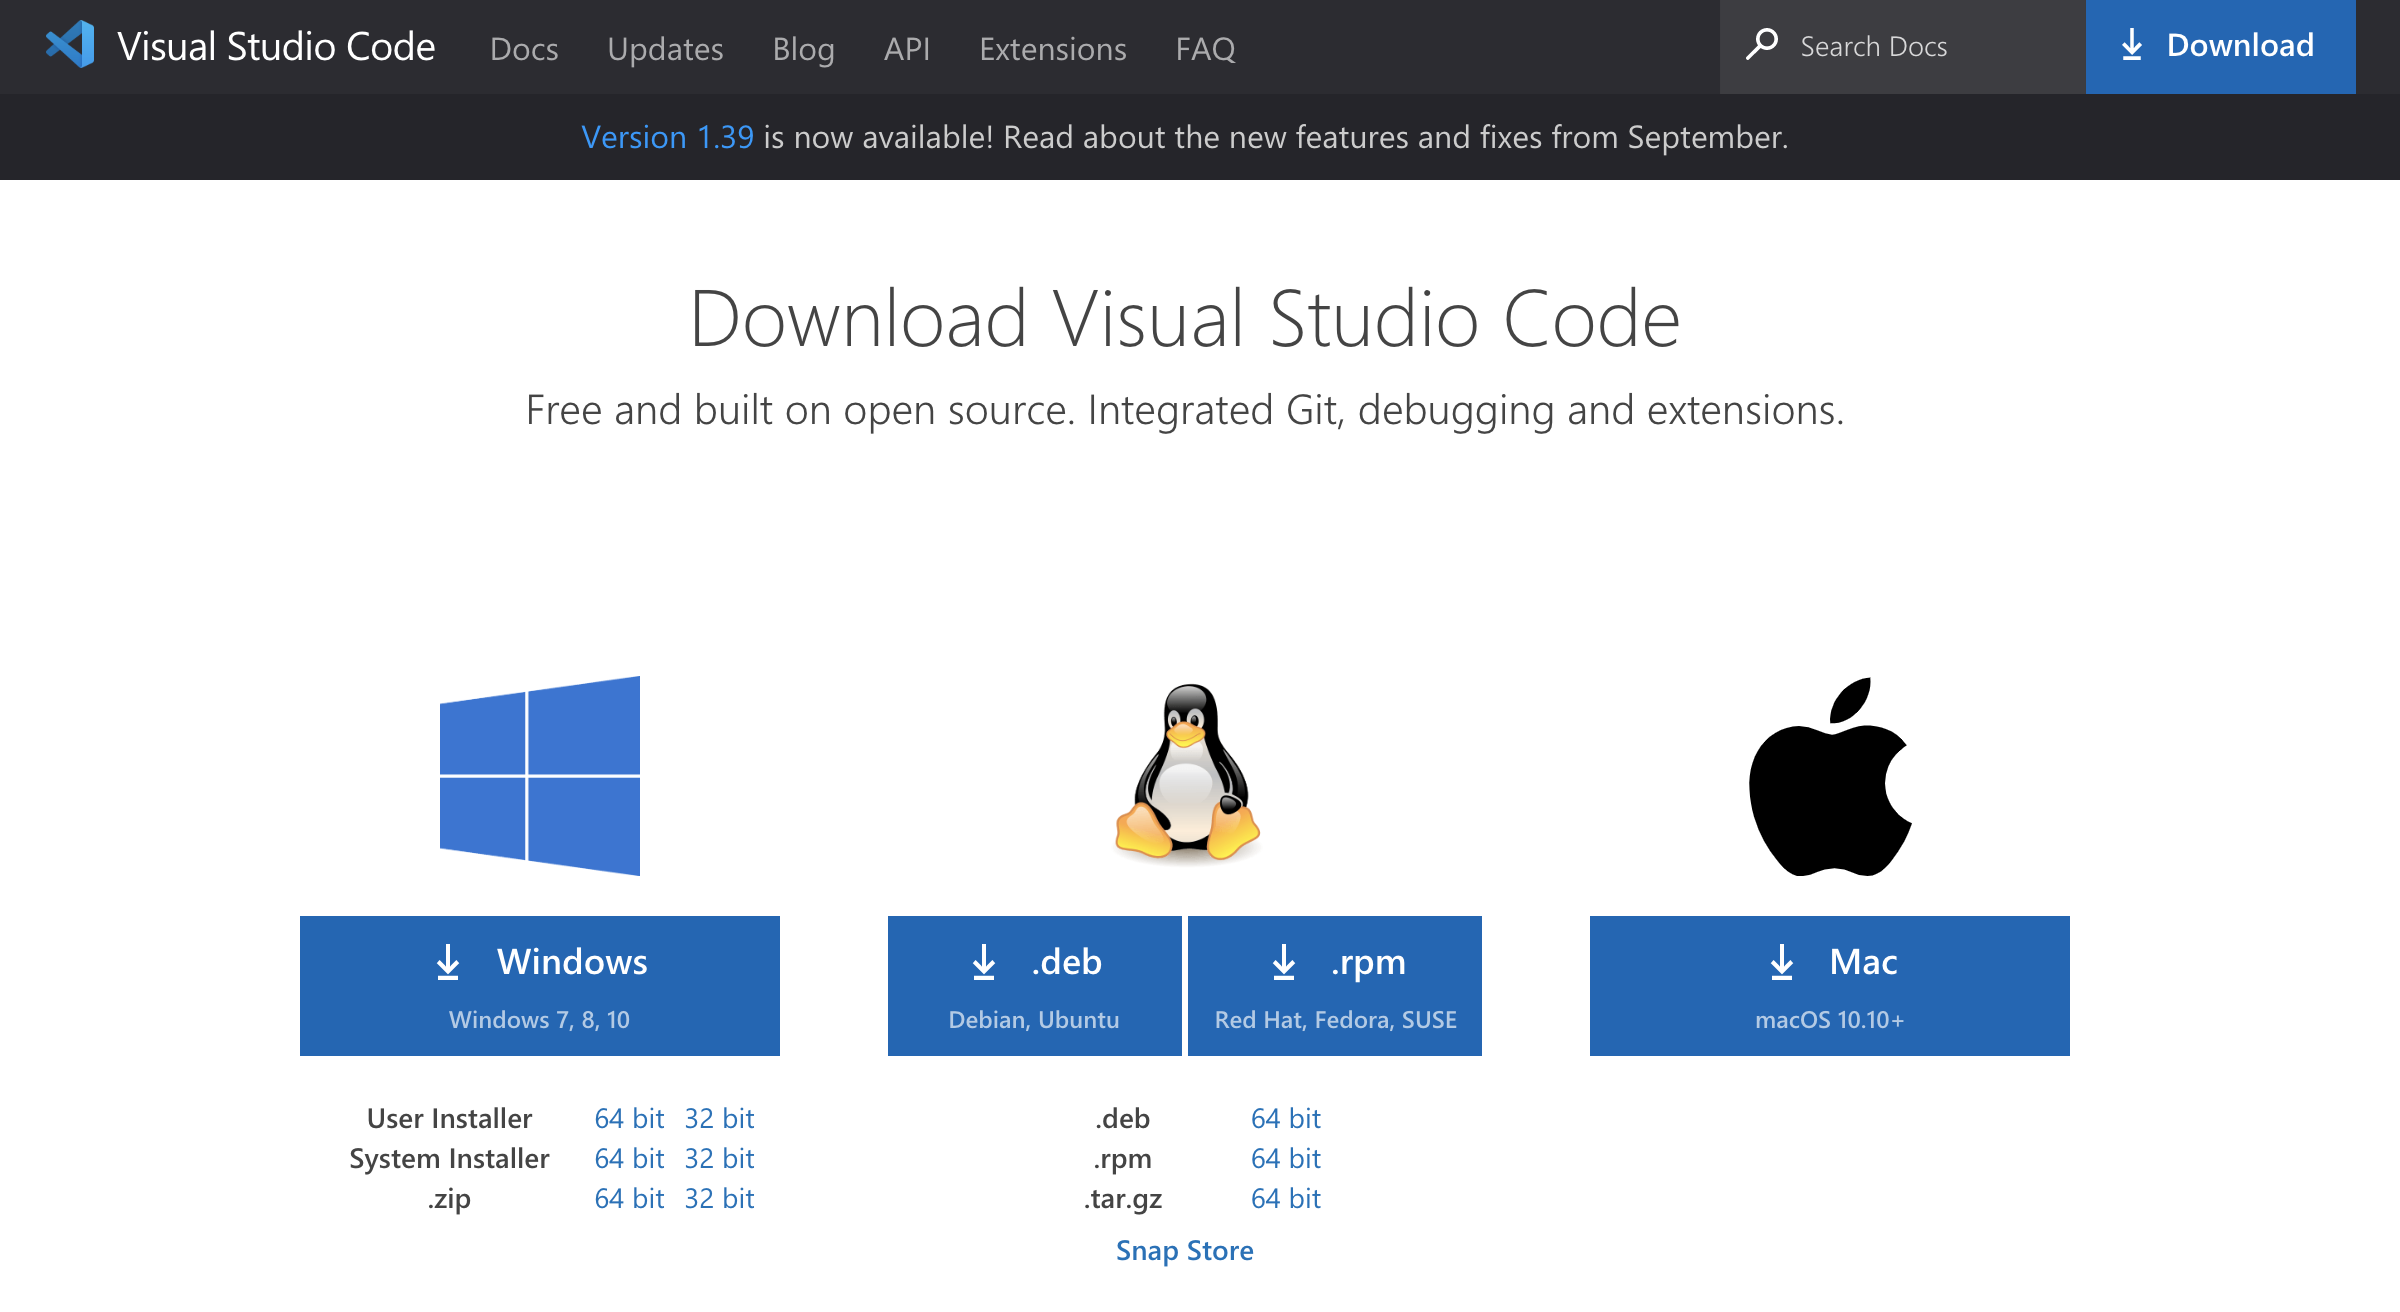 Visual Studio Code Docs Updates Blog API Extensions FAQ Search Docs Download
Version 1.39 is now available! Read about the new features and fixes from September.
Download Visual Studio Code
Free and built on open source. Integrated Git, debugging and extensions.
Windows
Windows 7, 8, 10
.deb
Debian, Ubuntu
.rpm
Red Hat, Fedora, SUSE
Mac
macOS 10.10+
User Installer 64 bit 32 bit
System Installer 64 bit 32 bit
.zip 64 bit 32 bit
.deb 64 bit
.rpm 64 bit
.tar.gz 64 bit
Snap Store